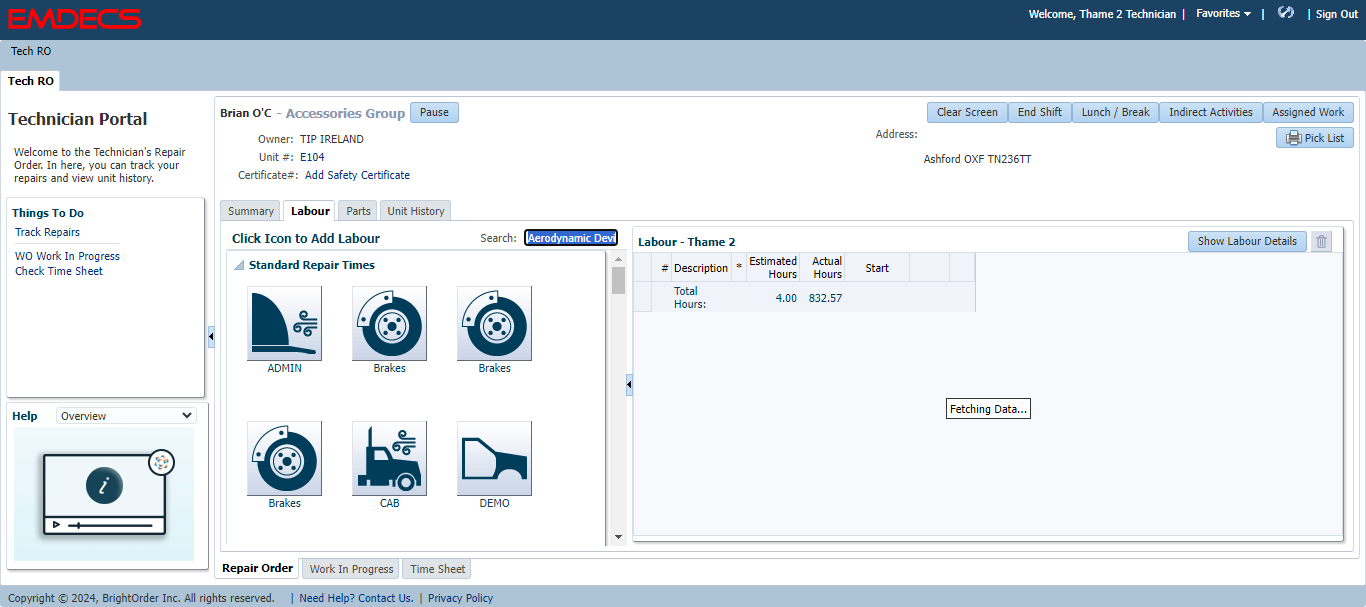 EMDECS
Welcome, Thame 2 Technician | Favorites | | Sign Out
Tech RO
Tech RO
Technician Portal
Welcome to the Technician's Repair
Order. In here, you can track your
repairs and view unit history.
Things To Do
Track Repairs
WO Work In Progress
Check Time Sheet
Help Overview
i
Brian O'C - Accessories Group Pause
Clear Screen End Shift Lunch / Break Indirect Activities Assigned Work
Owner: TIP IRELAND
Address:
Pick List
Unit #: E104
Ashford OXF TN236TT
Certificate#: Add Safety Certificate
Summary Labour Parts Unit History
Click Icon to Add Labour Search: Aerodynamic Devi
Standard Repair Times
ADMIN Brakes Brakes
Brakes CAB DEMO
Labour - Thame 2 Show Labour Details
# Description * Estimated Hours Actual Hours Start
Total Hours: 4.00 832.57
Fetching Data...
Repair Order Work In Progress Time Sheet
Copyright © 2024, BrightOrder Inc. All rights reserved. | Need Help? Contact Us. | Privacy Policy